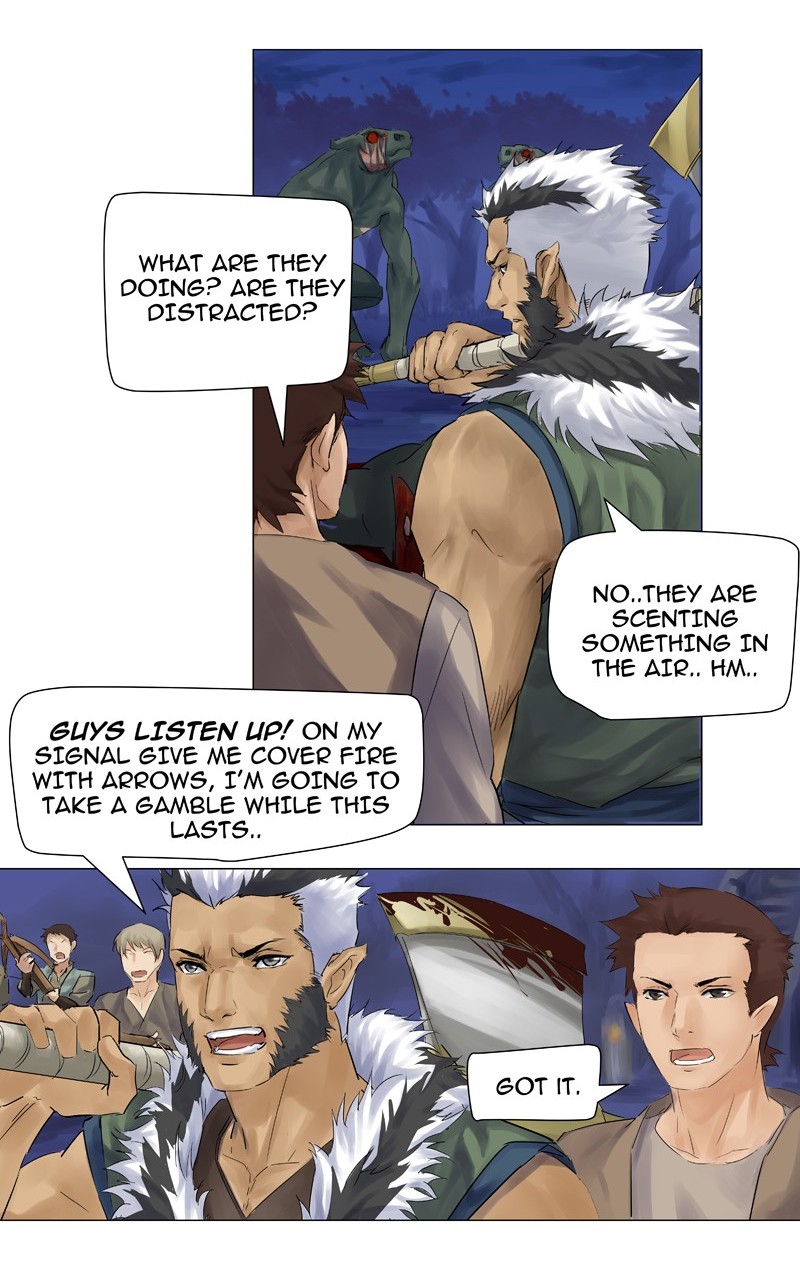 WHAT ARE THEY
DOING? ARE THEY
DISTRACTED?
NO..THEY ARE
SCENTING
SOMETHING IN
THE AIR.. HM..
GUYS LISTEN UP! ON MY
SIGNAL GIVE ME COVER FIRE
WITH ARROWS, I'M GOING TO
TAKE A GAMBLE WHILE THIS
LASTS..
GOT IT.